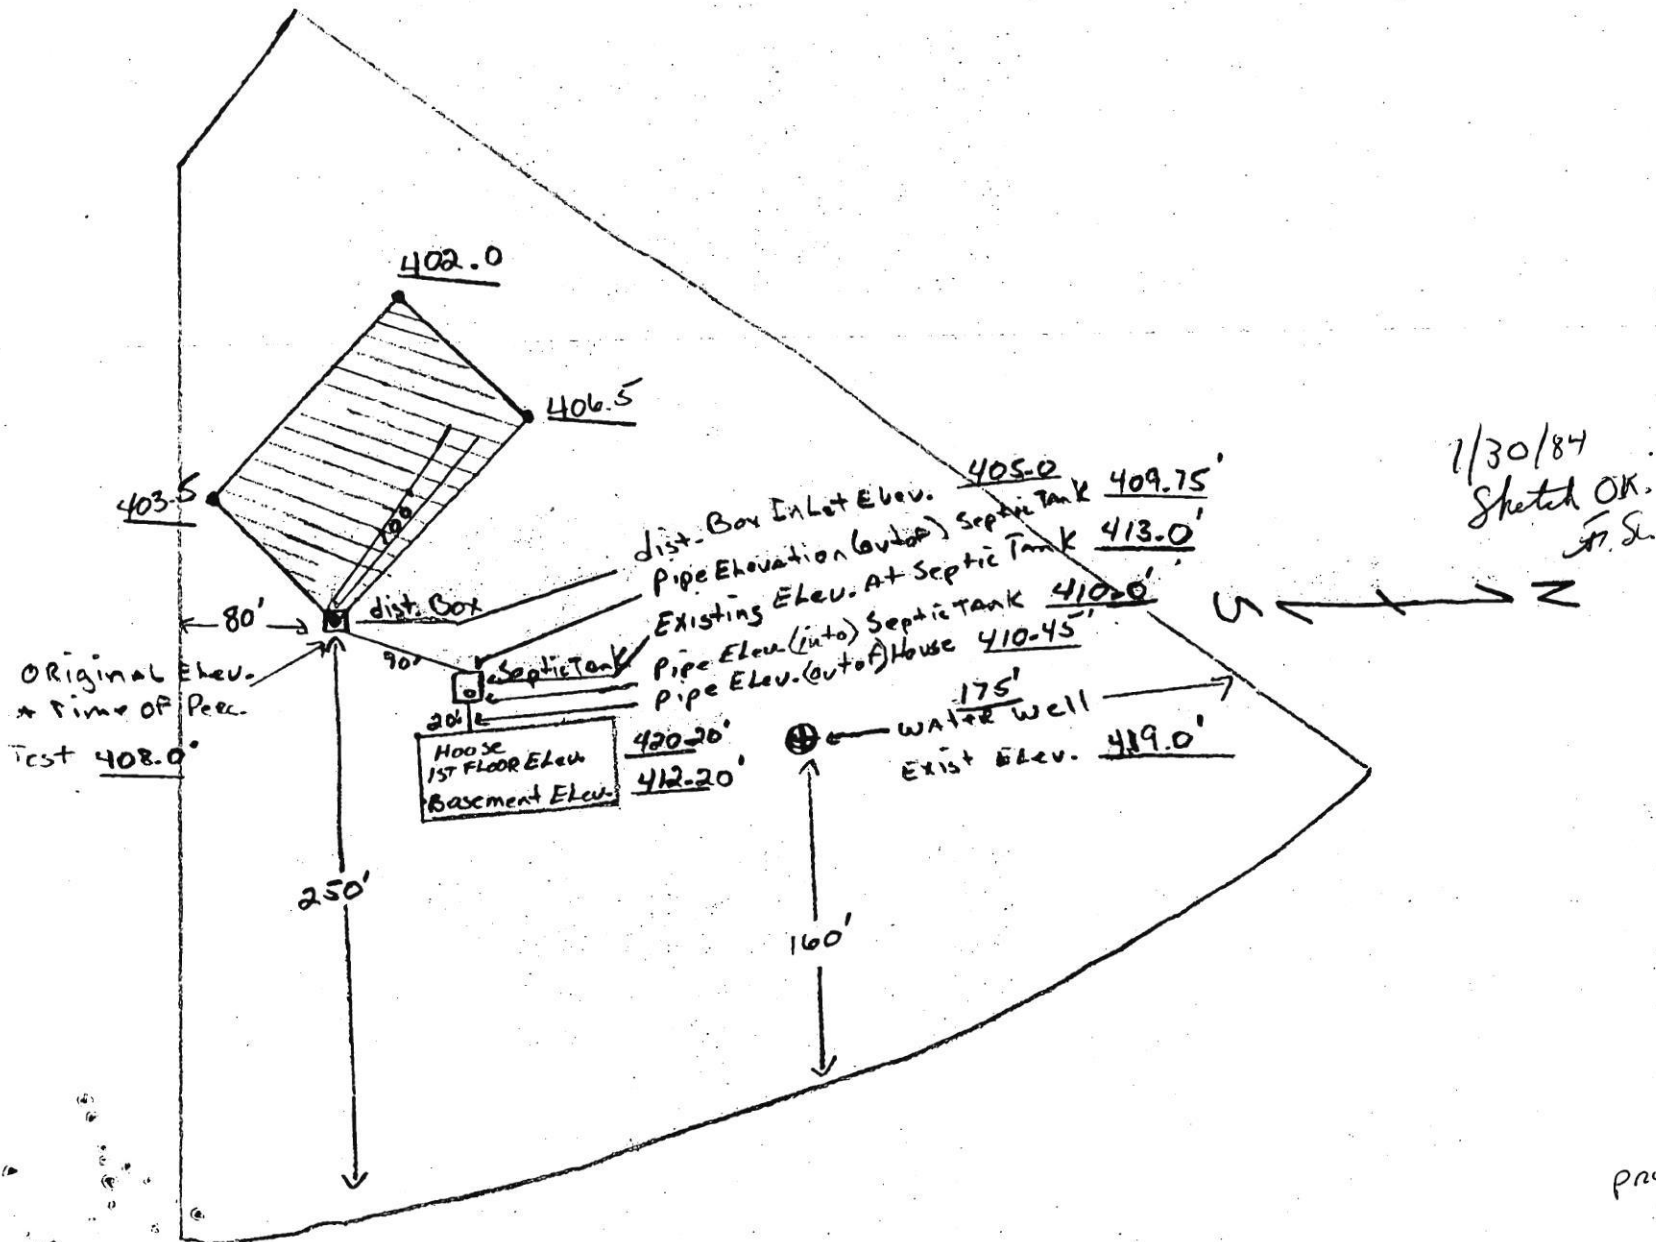 402.0
406.5
403.5
100'
1/30/84
Sketch OK.
dist. Box InLet Elev. 405.0
Pipe Elevation (out of) Septic Tank 409.75'
Existing Elev. At Septic Tank 413.0'
Pipe Elev. (into) Septic Tank 410.0'
Pipe Elev. (out of) House 410.45'
S N
80'
dist. Box
90'
Septic Tank
Original Elev.
Time Of Perc.
Test 408.0'
20'
House
1ST FLOOR Elev. 420.20'
Basement Elev. 412.20'
175'
Water Well
Exist Elev. 419.0'
250'
160'